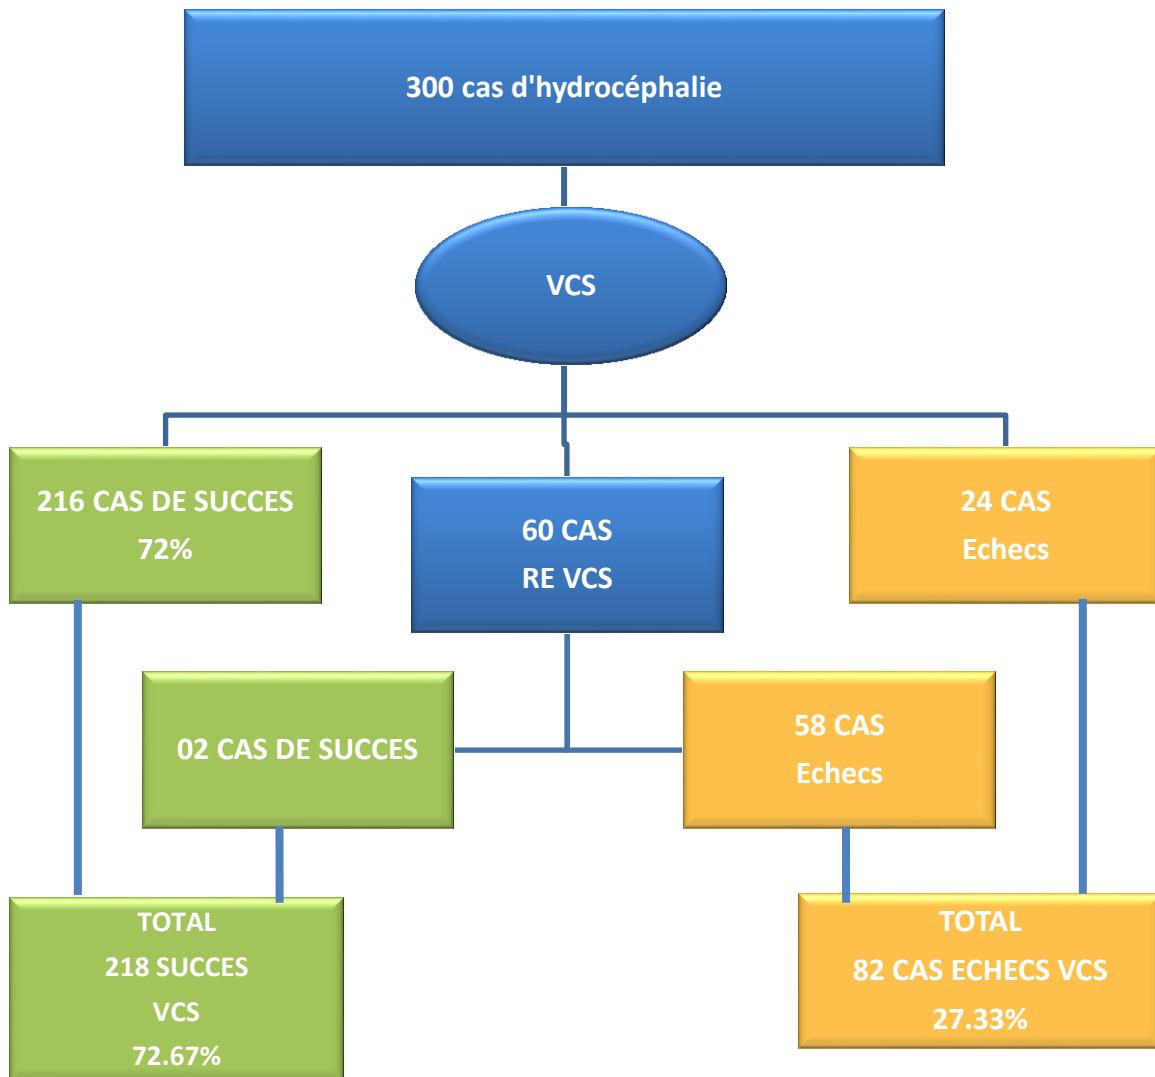 300 cas d'hydrocéphalie
VCS
216 CAS DE SUCCES
72%
60 CAS
RE VCS
24 CAS
Echecs
02 CAS DE SUCCES
58 CAS
Echecs
TOTAL
218 SUCCES
VCS
72.67%
TOTAL
82 CAS ECHECS VCS
27.33%